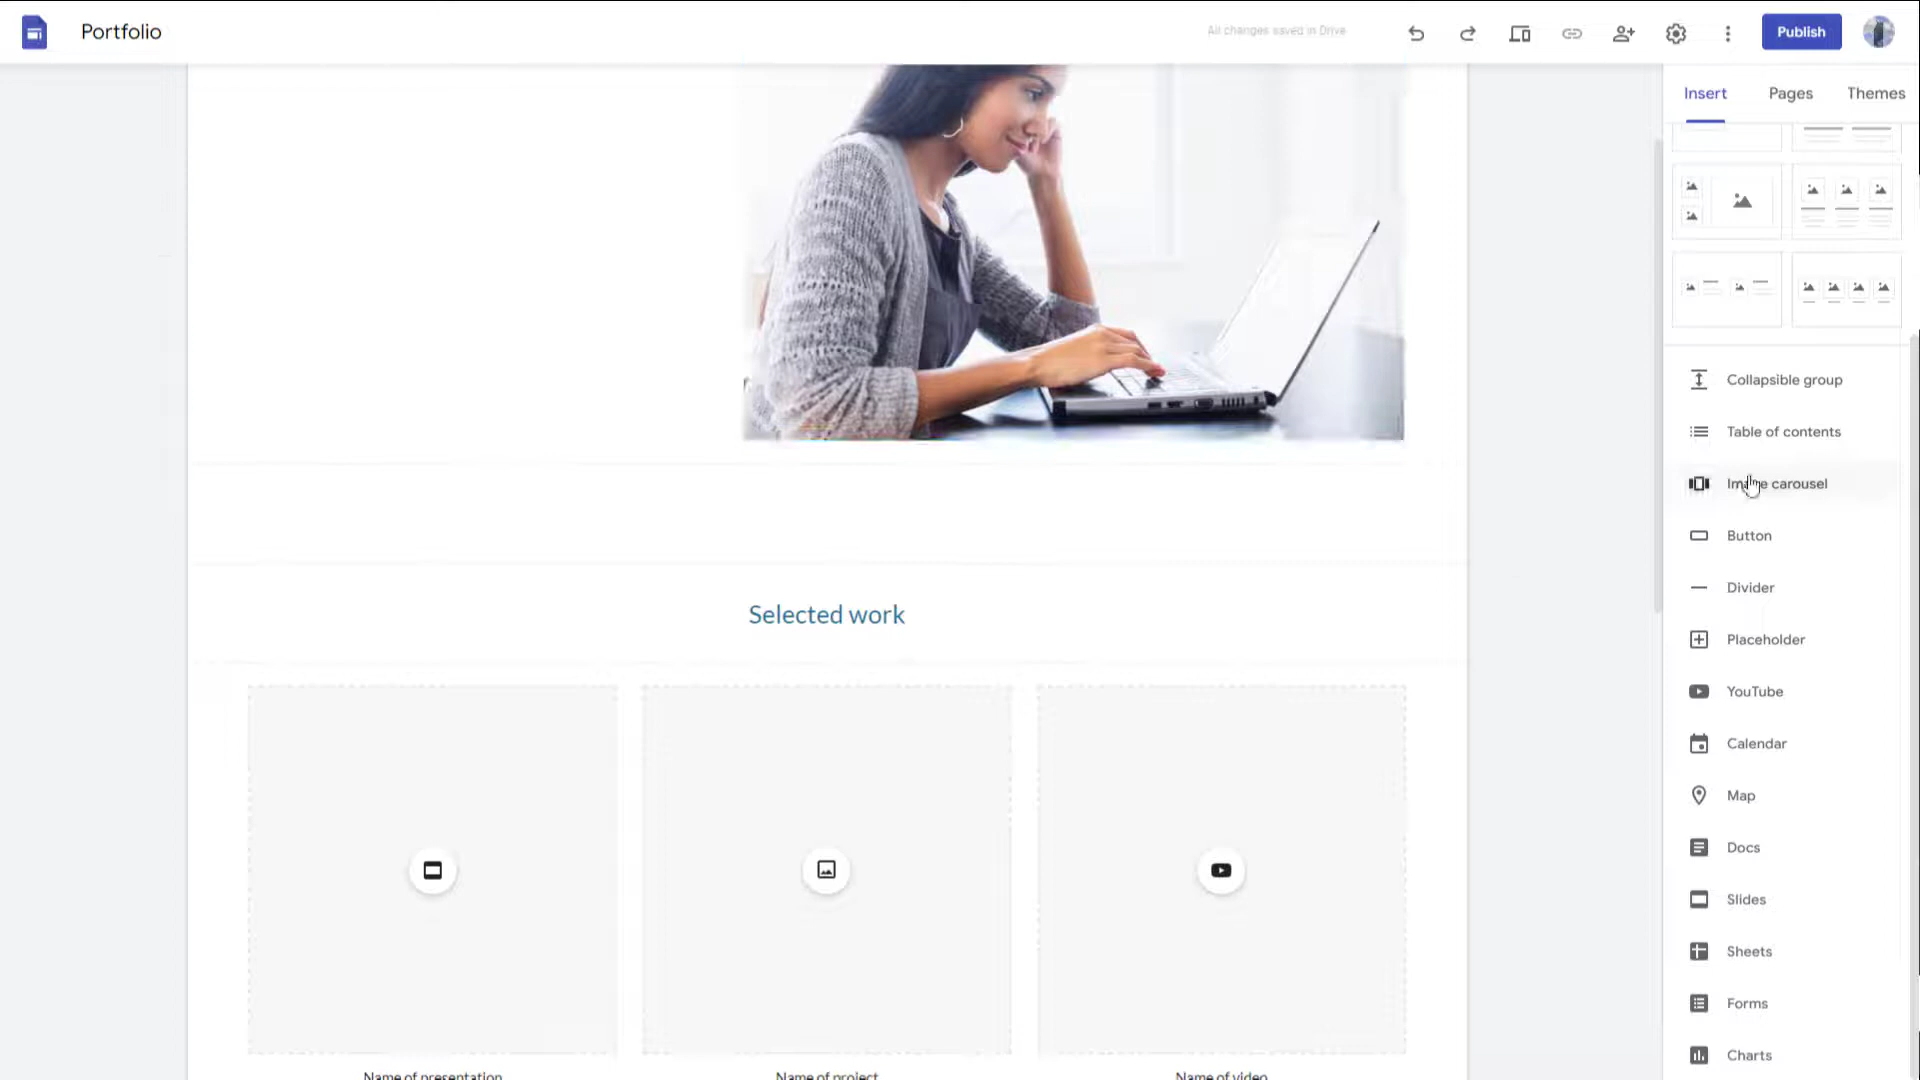 Portfolio
All changes saved in Drive
Publish
Insert Pages Themes
Collapsible group
Table of contents
Image carousel
Button
Divider
Selected work
Placeholder
YouTube
Calendar
Map
Docs
Slides
Sheets
Forms
Charts
Name of presentation
Name of project
Name of video